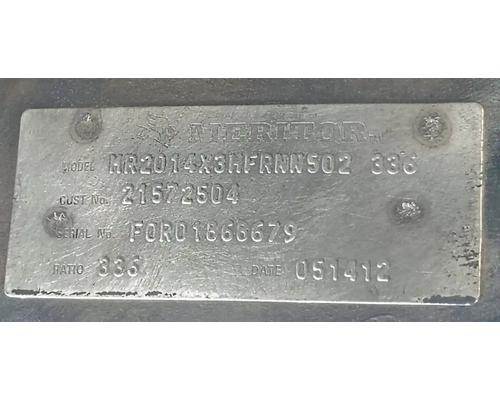 MERITOR
MODEL MR2014X3HFRNN502 336
CUST No. 21572504
SERIAL No. FOR01866679
RATIO 336 DATE 051412